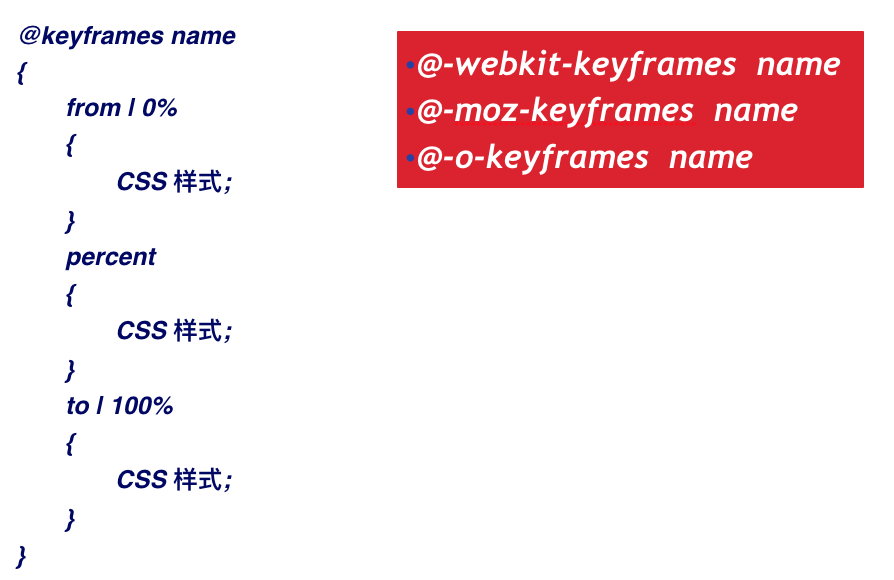 @keyframes name
{
from | 0%
{
CSS 样式;
}
percent
{
CSS 样式;
}
to | 100%
{
CSS 样式;
}
}
•@-webkit-keyframes name
•@-moz-keyframes name
•@-o-keyframes name